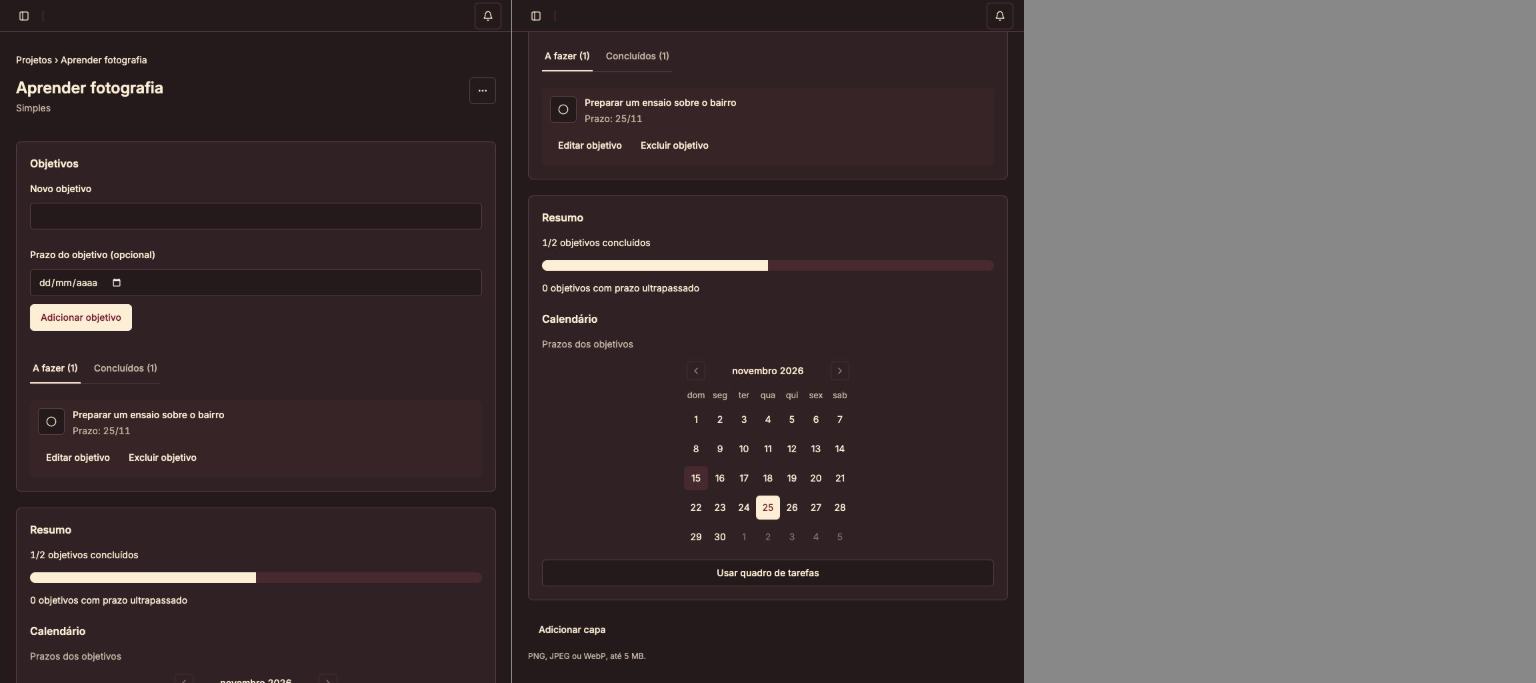 Projetos › Aprender fotografia
Aprender fotografia
...
Simples
Objetivos
Novo objetivo
Prazo do objetivo (opcional)
dd/mm/aaaa
Adicionar objetivo
A fazer (1) Concluídos (1)
Preparar um ensaio sobre o bairro
Prazo: 25/11
Editar objetivo Excluir objetivo
Resumo
1/2 objetivos concluídos
0 objetivos com prazo ultrapassado
Calendário
Prazos dos objetivos
novembro 2026
A fazer (1) Concluídos (1)
Preparar um ensaio sobre o bairro
Prazo: 25/11
Editar objetivo Excluir objetivo
Resumo
1/2 objetivos concluídos
0 objetivos com prazo ultrapassado
Calendário
Prazos dos objetivos
novembro 2026
dom seg ter qua qui sex sab
1 2 3 4 5 6 7
8 9 10 11 12 13 14
15 16 17 18 19 20 21
22 23 24 25 26 27 28
29 30 1 2 3 4 5
Usar quadro de tarefas
Adicionar capa
PNG, JPEG ou WebP, até 5 MB.